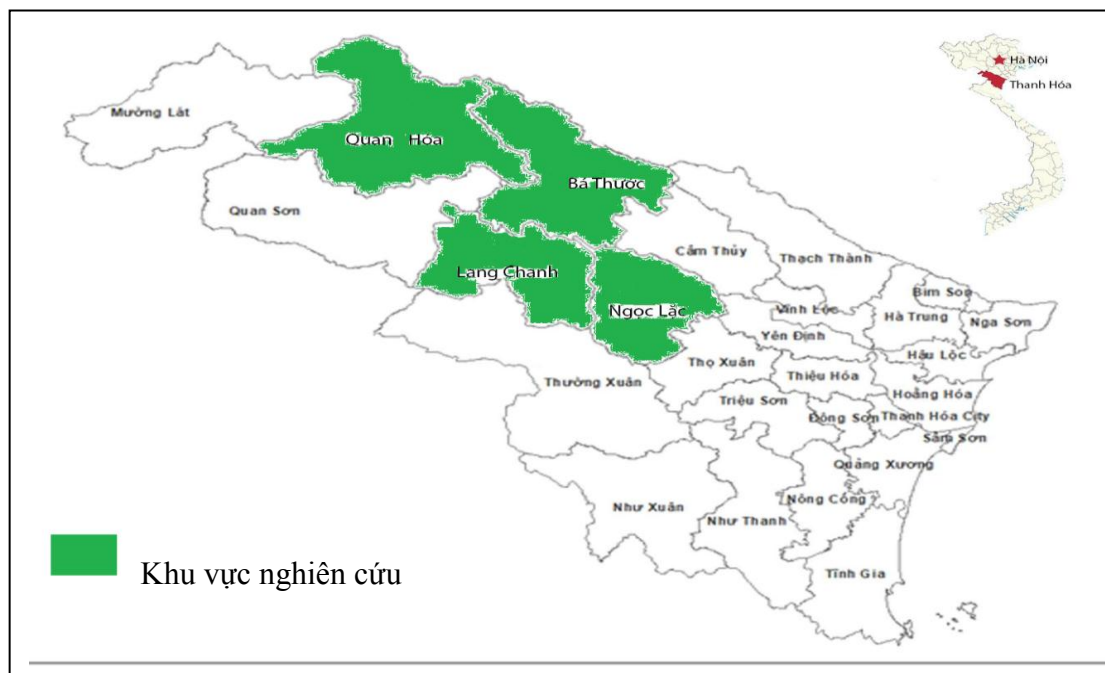 Hà Nội
Thanh Hóa
Mường Lát
Quan Hóa
Bá Thước
Quan Sơn
Cẩm Thủy
Thạch Thành
Lang Chanh
Bỉm Sơn
Ngọc Lặc
Vĩnh Lộc
Hà Trung
Nga Sơn
Yên Định
Hậu Lộc
Thọ Xuân
Thường Xuân
Thiệu Hóa
Hoằng Hóa
Triệu Sơn
Đông Sơn
Thanh Hóa City
Sầm Sơn
Quảng Xương
Như Xuân
Nông Cống
Như Thanh
Tĩnh Gia
Khu vực nghiên cứu